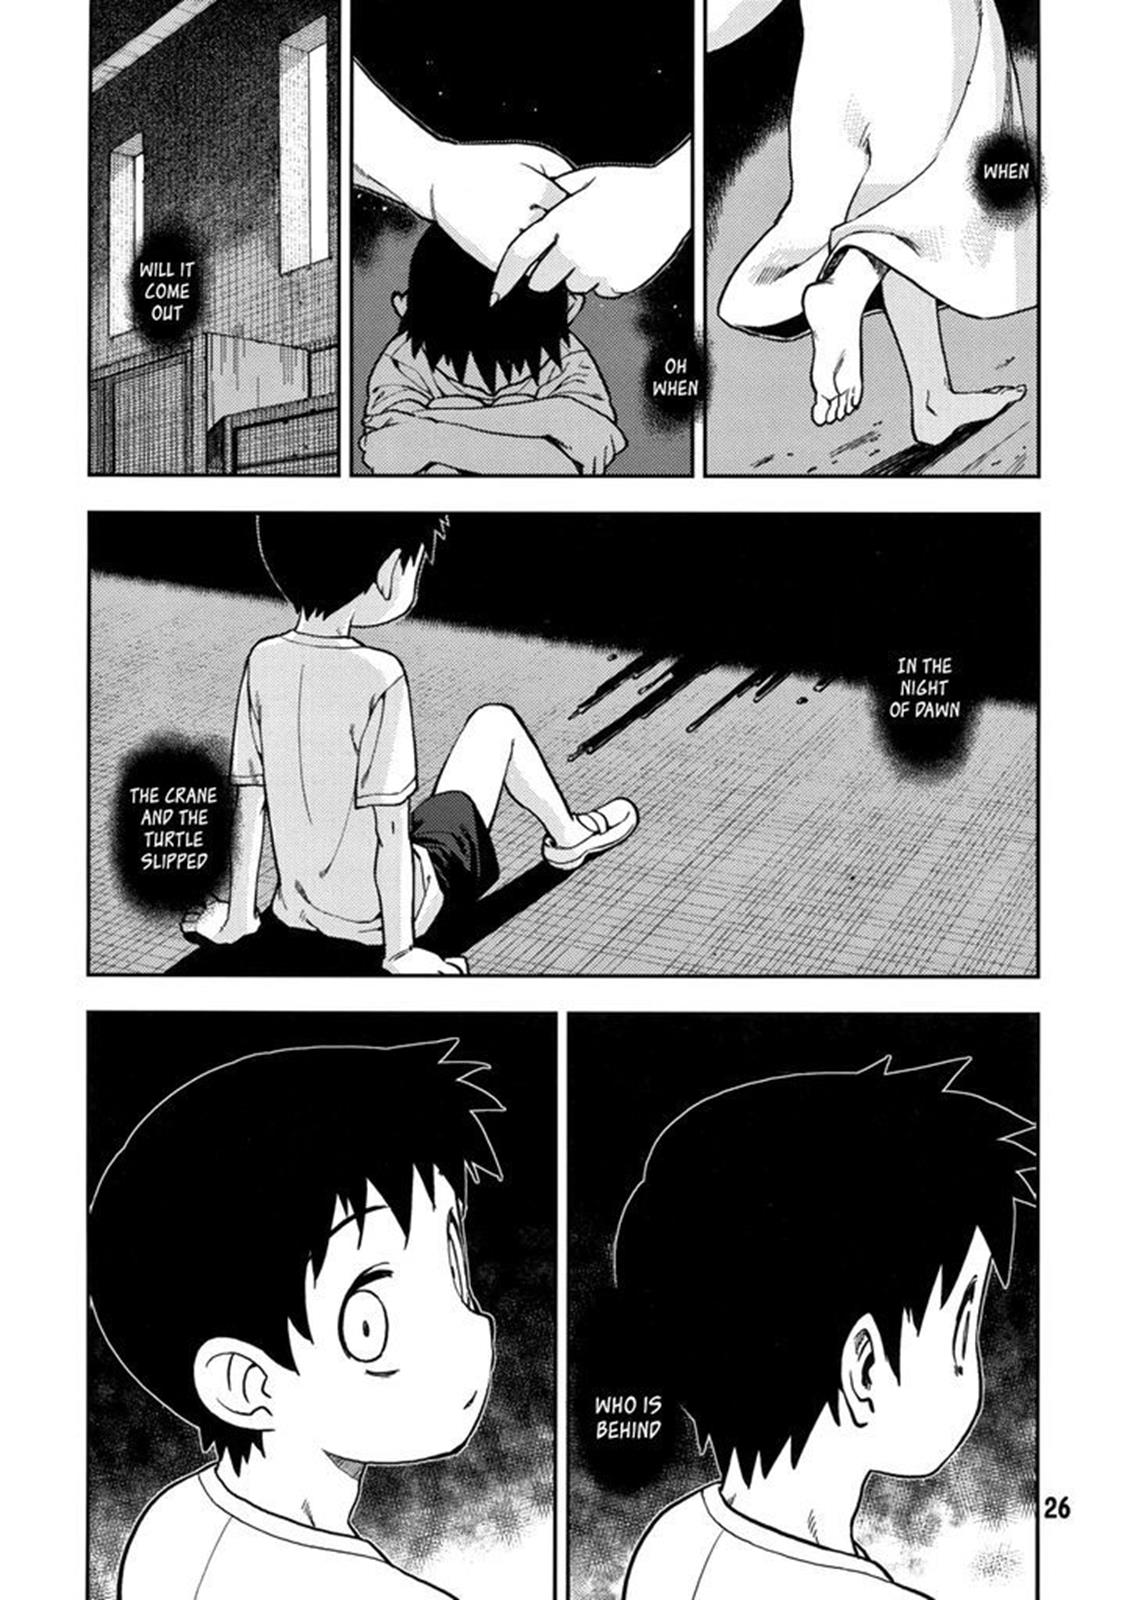 WHEN
OH
WHEN
WILL IT
COME
OUT
IN THE
NIGHT
OF DAWN
THE CRANE
AND THE
TURTLE
SLIPPED
WHO IS
BEHIND
26